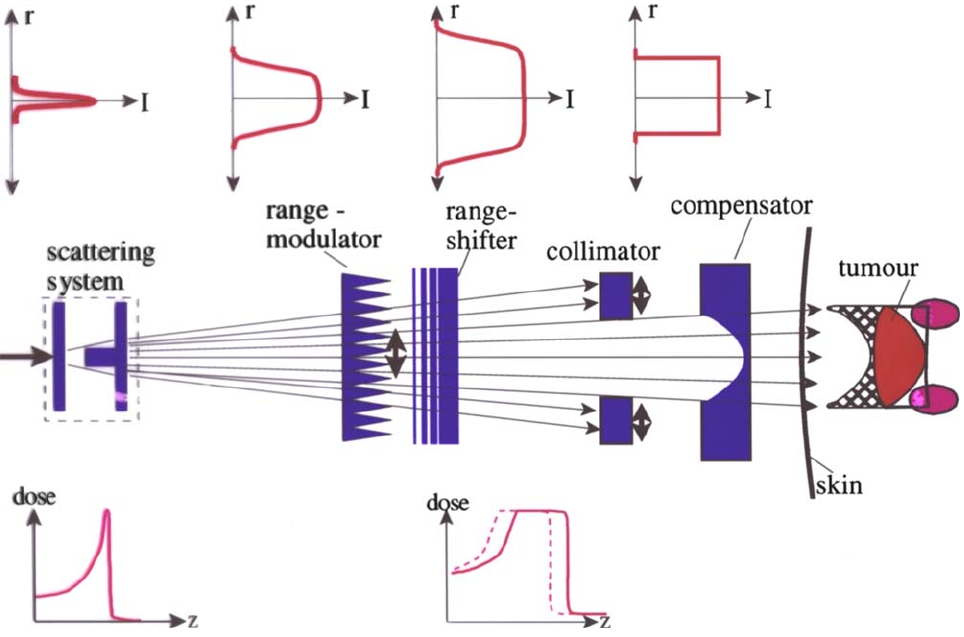 r
r
r
r
I
I
I
I
range -
modulator
range-
shifter
compensator
scattering
system
collimator
tumour
skin
dose
z
dose
z